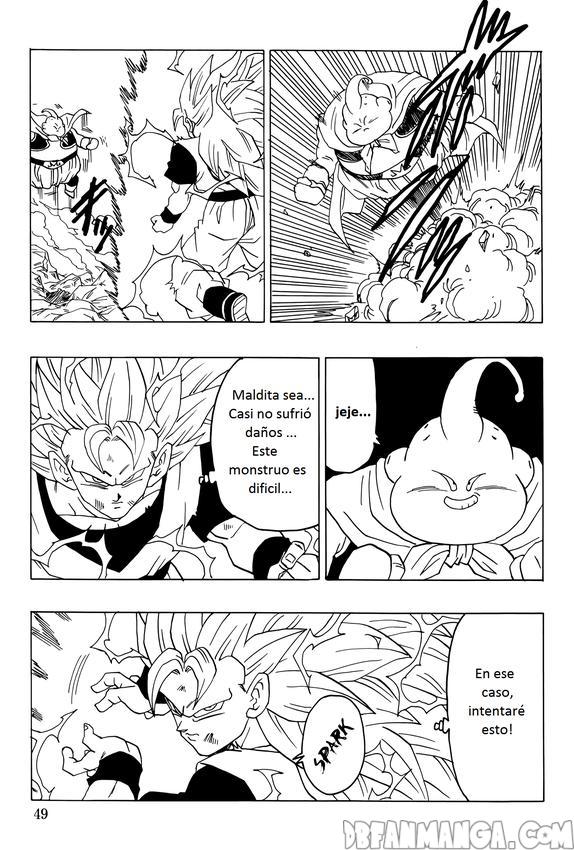 jeje...
Maldita sea...
Casi no sufrió
daños ...
Este
monstruo es
dificil...
En ese
caso,
intentaré
esto!
SPARK
49
DBFANMANGA.COM